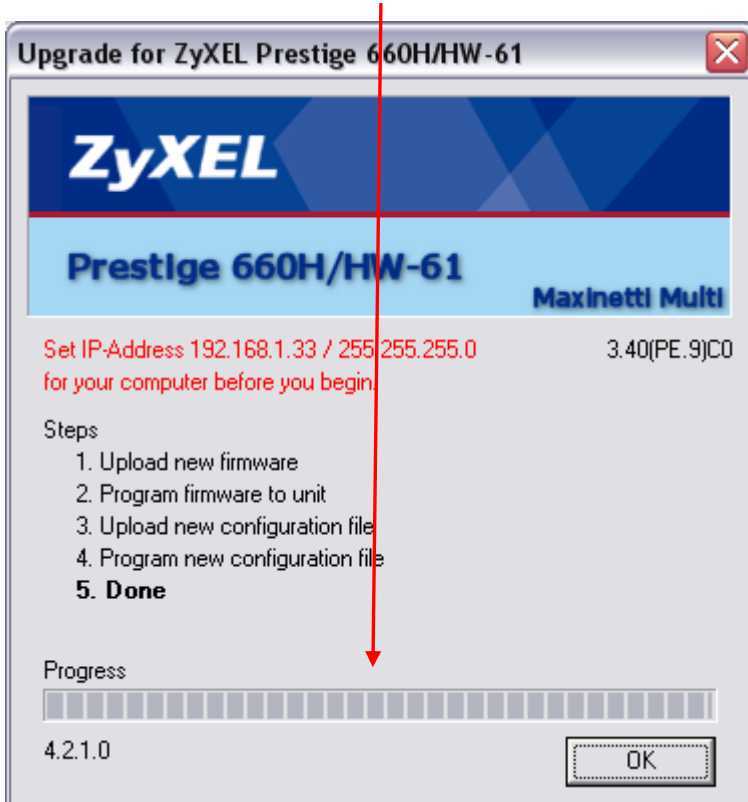 Upgrade for ZyXEL Prestige 660H/HW-61
ZyXEL
Prestige 660H/HW-61
Maxinetti Multi
Set IP-Address 192.168.1.33 / 255.255.255.0
for your computer before you begin.
3.40(PE.9)C0
Steps
1. Upload new firmware
2. Program firmware to unit
3. Upload new configuration file
4. Program new configuration file
5. Done
Progress
4.2.1.0
OK